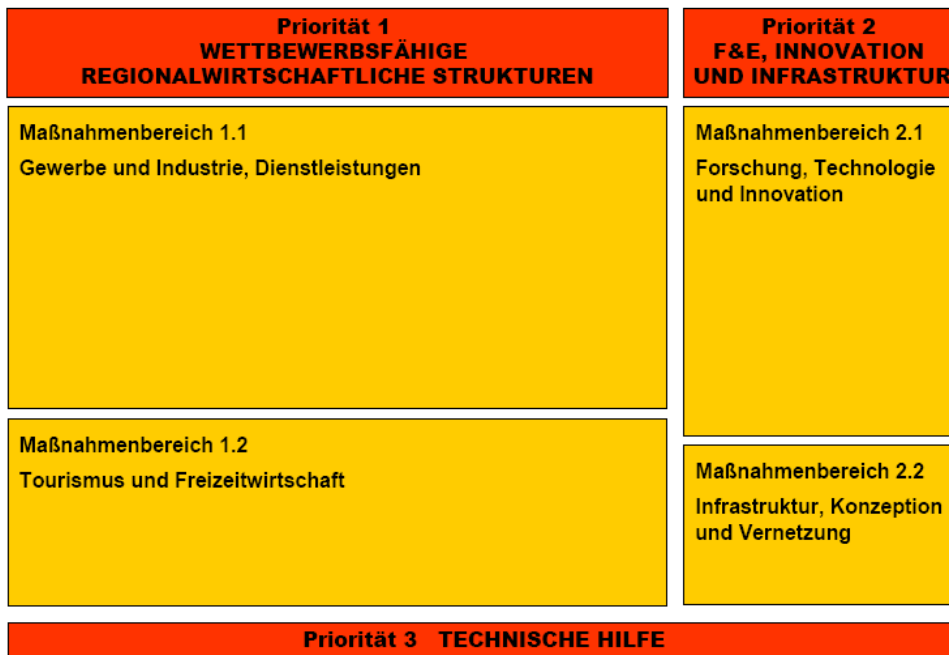 Priorität 1
WETTBEWERBSFÄHIGE
REGIONALWIRTSCHAFTLICHE STRUKTUREN
Maßnahmenbereich 1.1
Gewerbe und Industrie, Dienstleistungen
Maßnahmenbereich 1.2
Tourismus und Freizeitwirtschaft
Priorität 2
F&E, INNOVATION
UND INFRASTRUKTUR
Maßnahmenbereich 2.1
Forschung, Technologie
und Innovation
Maßnahmenbereich 2.2
Infrastruktur, Konzeption
und Vernetzung
Priorität 3 TECHNISCHE HILFE